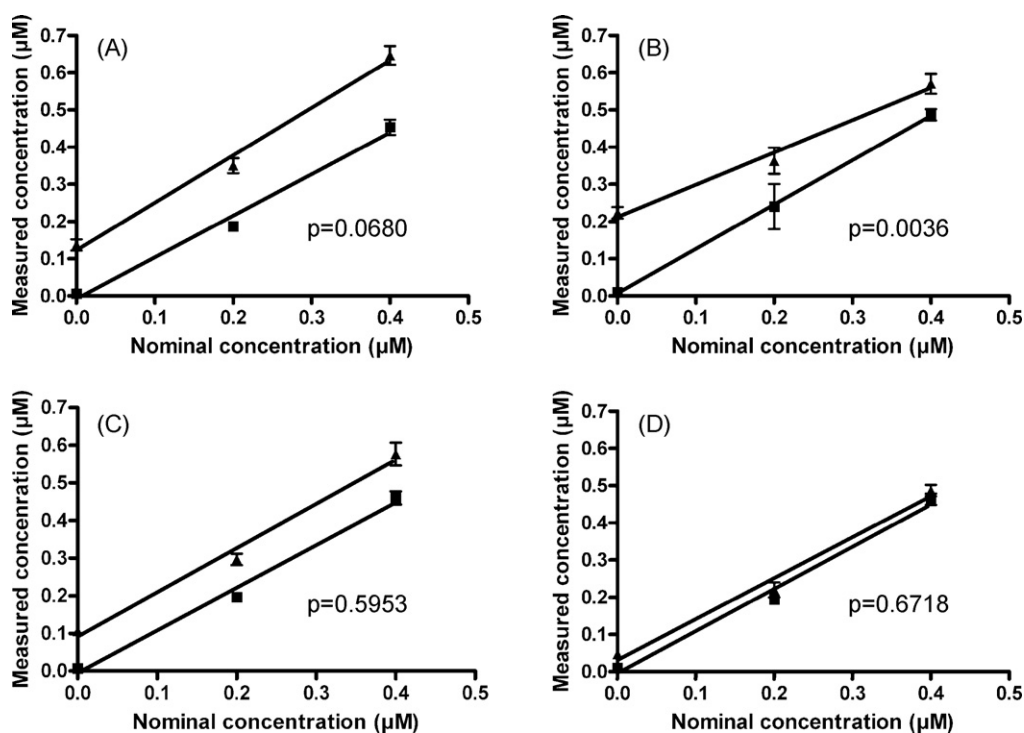 (A)
Measured concentration (µM)
0.7
0.6
0.5
0.4
0.3
0.2
0.1
0.0
p=0.0680
0.0 0.1 0.2 0.3 0.4 0.5
Nominal concentration (µM)
(B)
Measured concentration (µM)
0.7
0.6
0.5
0.4
0.3
0.2
0.1
0.0
p=0.0036
0.0 0.1 0.2 0.3 0.4 0.5
Nominal concentration (µM)
(C)
Measured concenration (µM)
0.7
0.6
0.5
0.4
0.3
0.2
0.1
0.0
p=0.5953
0.0 0.1 0.2 0.3 0.4 0.5
Nominal concentration (µM)
(D)
Measured concentration (µM)
0.7
0.6
0.5
0.4
0.3
0.2
0.1
0.0
p=0.6718
0.0 0.1 0.2 0.3 0.4 0.5
Nominal concentration (µM)